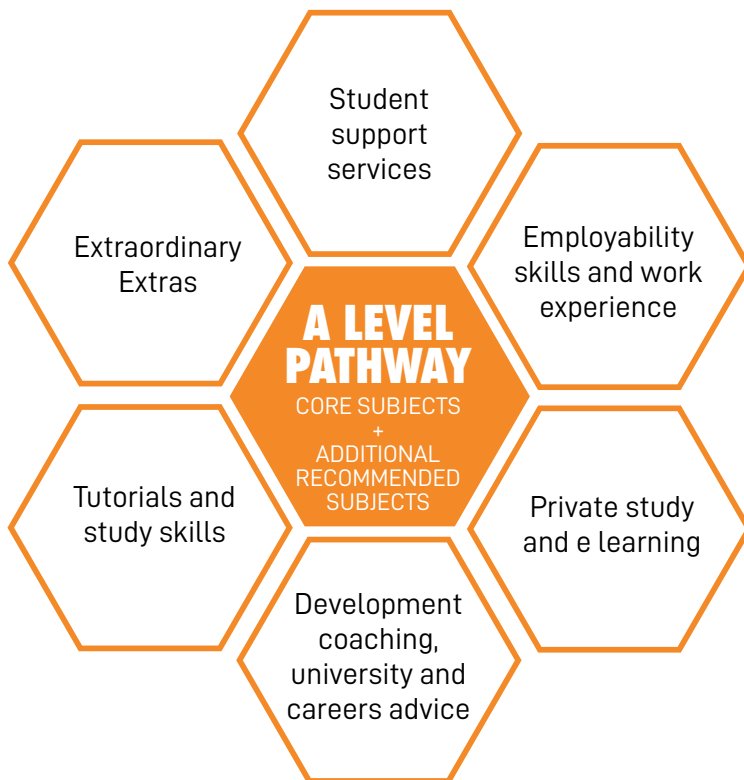 Student
support
services
Extraordinary
Extras
Employability
skills and work
experience
A LEVEL
PATHWAY
CORE SUBJECTS
+
ADDITIONAL
RECOMMENDED
SUBJECTS
Tutorials and
study skills
Private study
and e learning
Development
coaching,
university and
careers advice